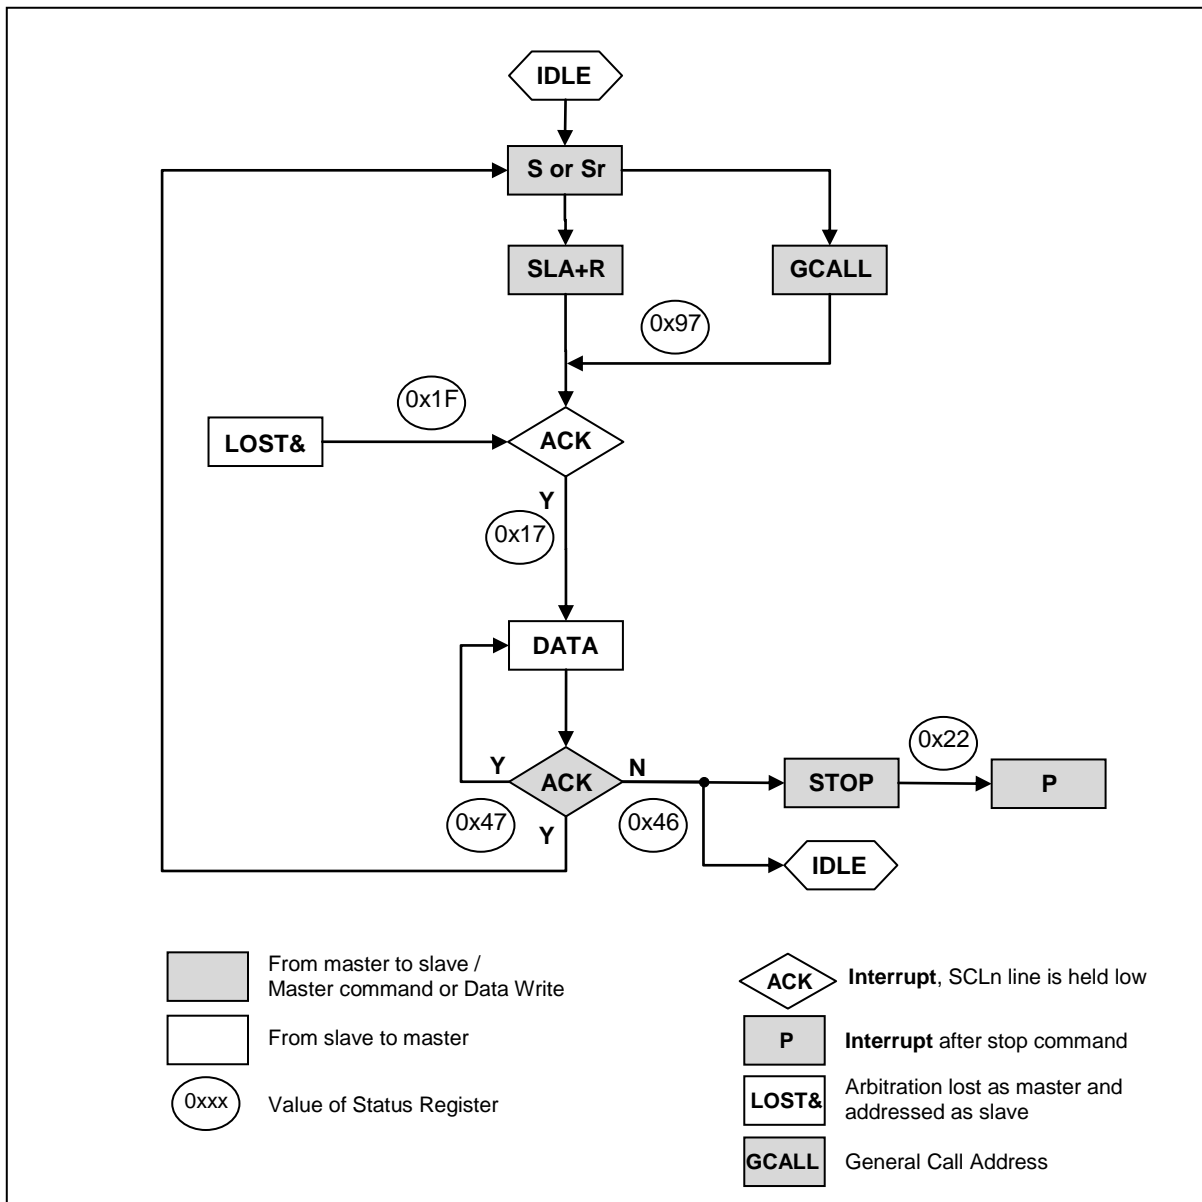 IDLE
S or Sr
SLA+R
GCALL
0x97
0x1F
LOST&
ACK
Y
0x17
DATA
0x22
Y
ACK
N
STOP
P
0x47
Y
0x46
IDLE
From master to slave /
Master command or Data Write
From slave to master
0xxx
Value of Status Register
ACK
Interrupt, SCLn line is held low
P
Interrupt after stop command
LOST&
Arbitration lost as master and
addressed as slave
GCALL
General Call Address